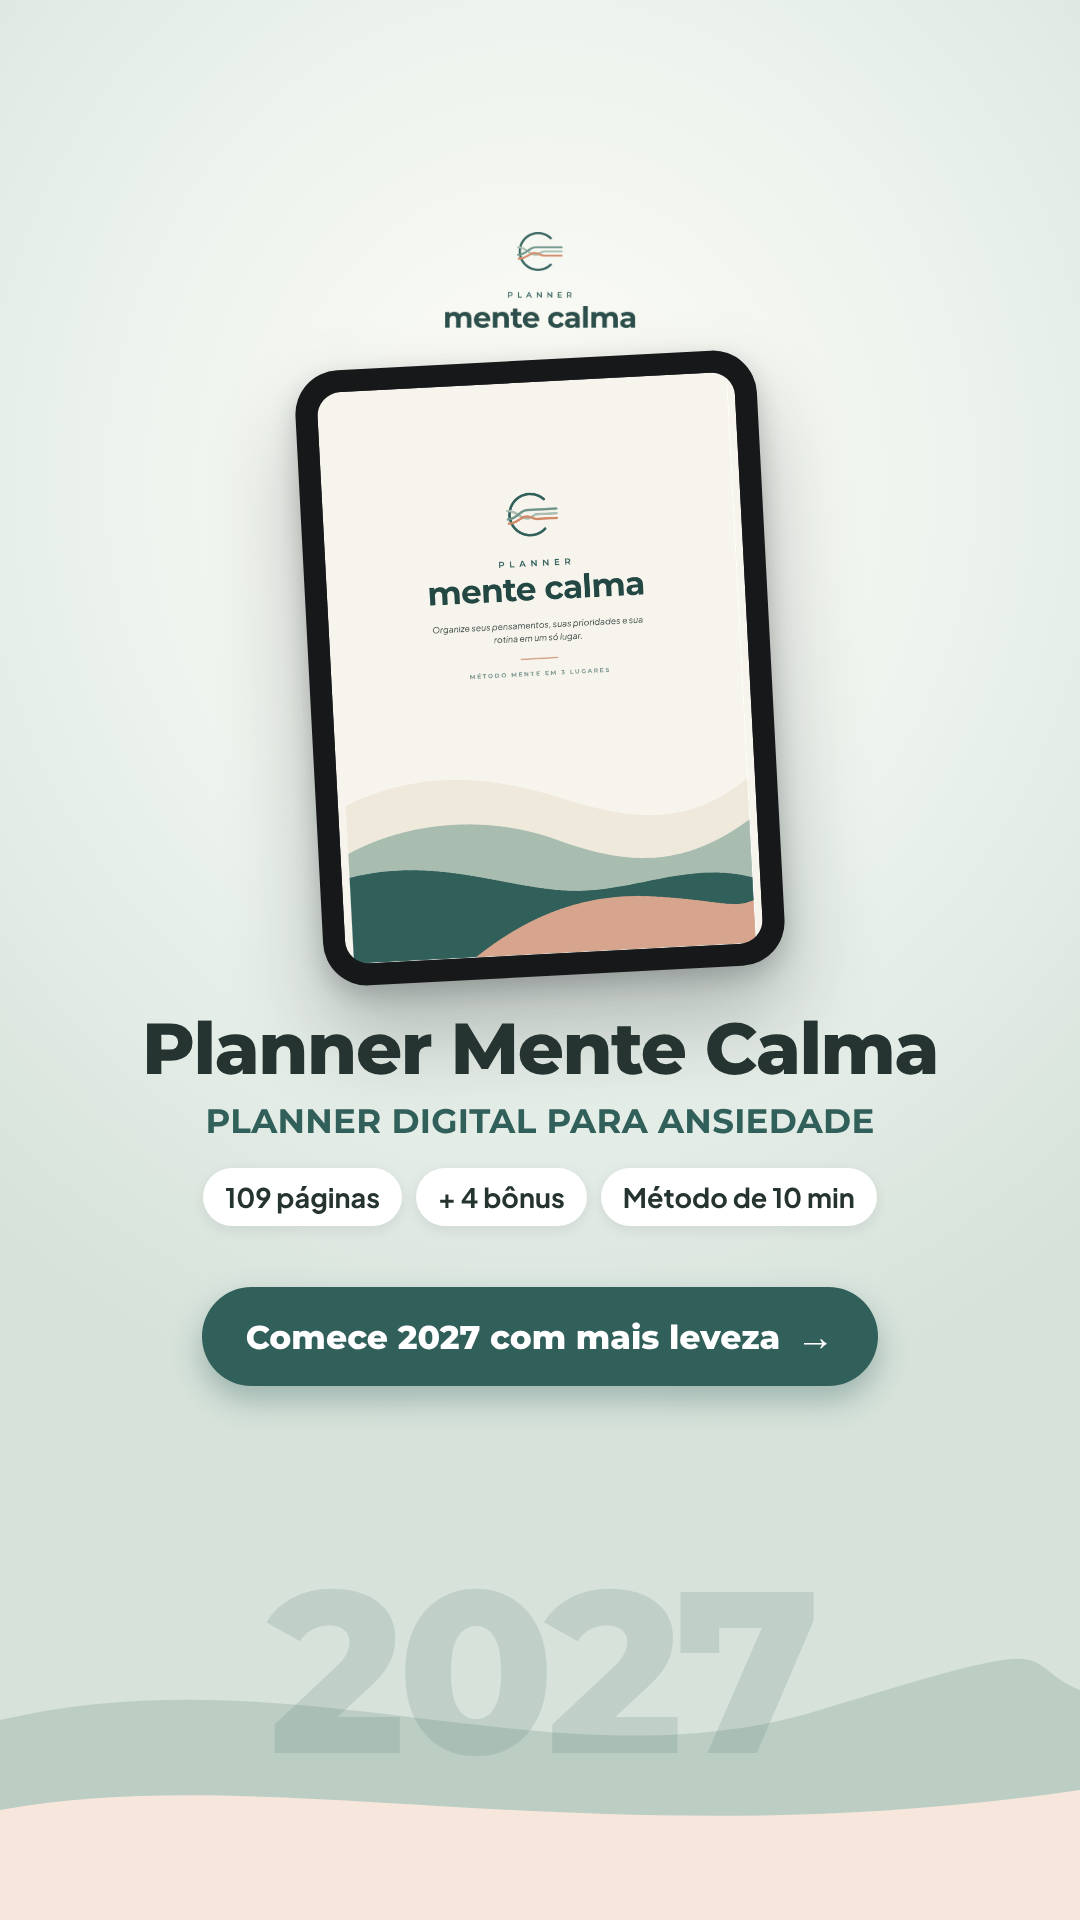 PLANNER
mente calma
PLANNER
mente calma
Organize seus pensamentos, suas prioridades e sua
rotina em um só lugar.
MÉTODO MENTE EM 3 LUGARES
Planner Mente Calma
PLANNER DIGITAL PARA ANSIEDADE
109 páginas
+ 4 bônus
Método de 10 min
Comece 2027 com mais leveza →
2027